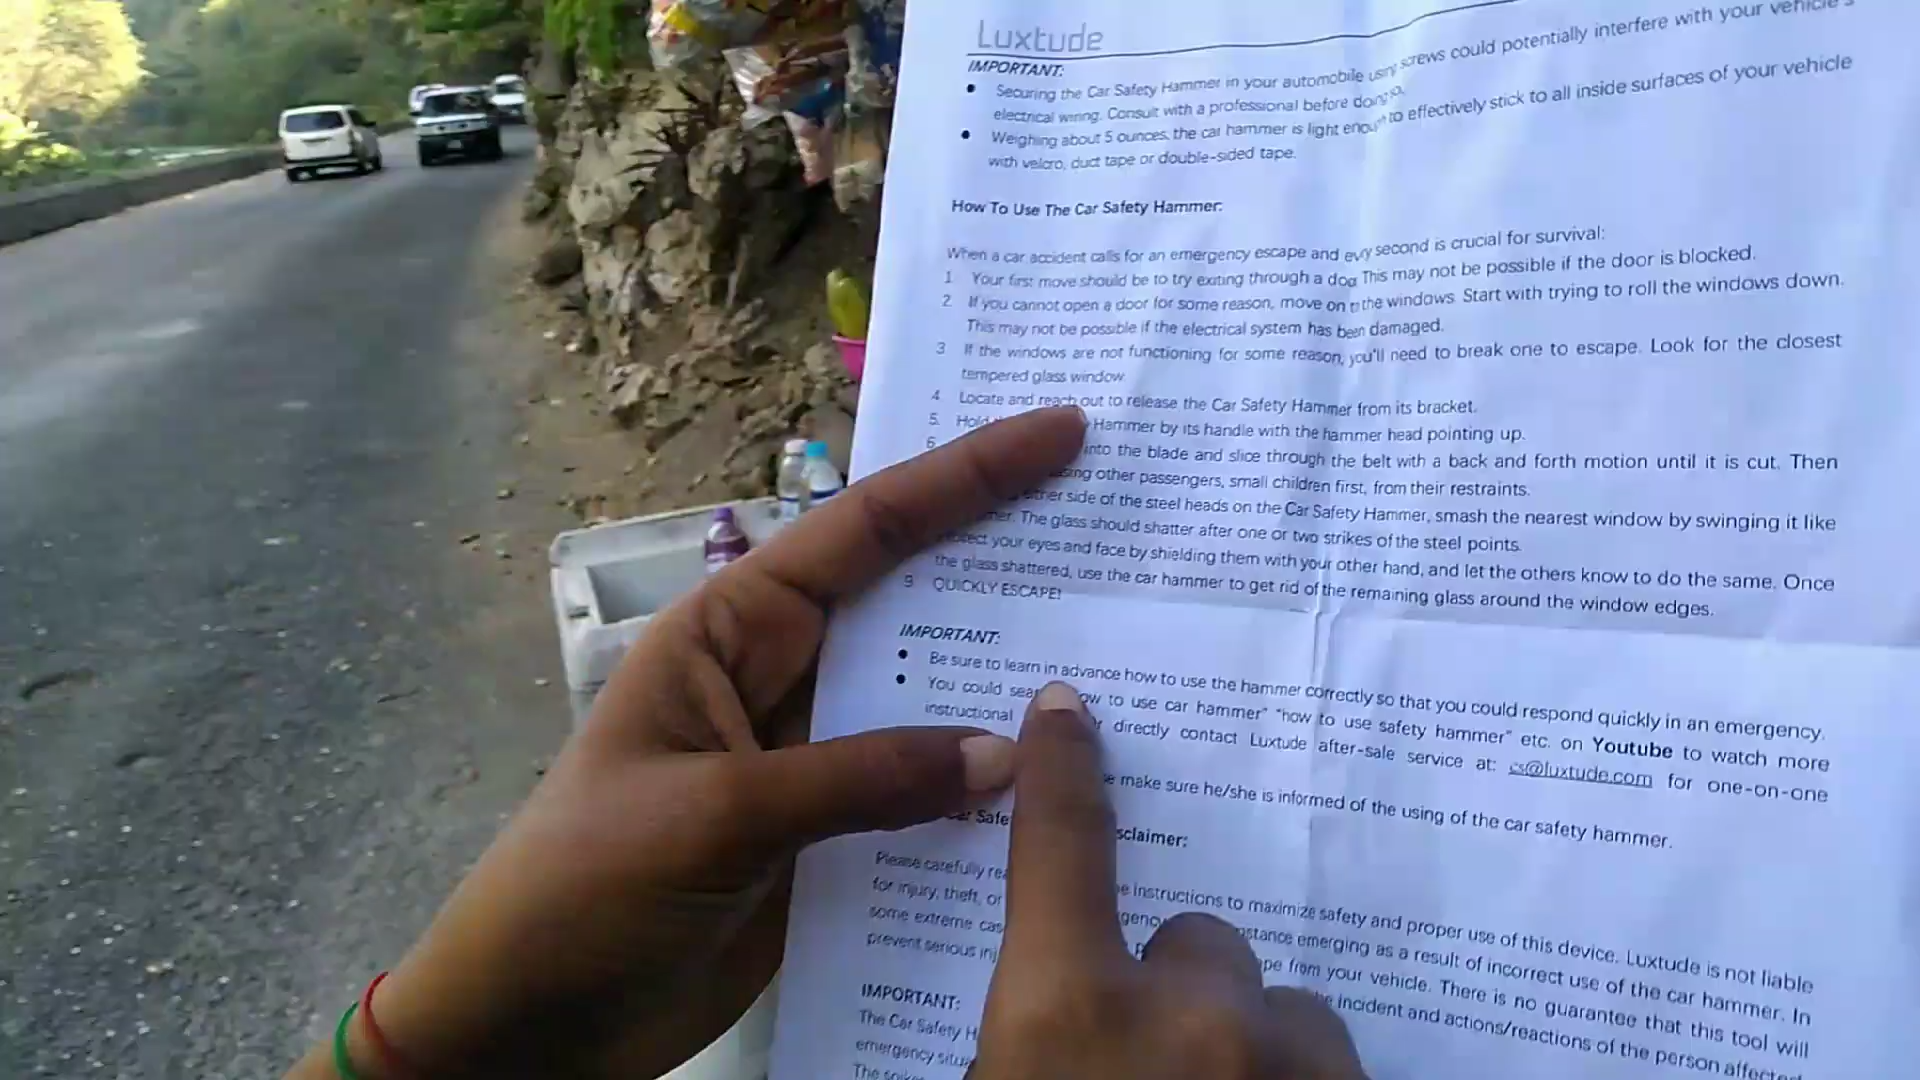 Luxtude
IMPORTANT:
Securing the Car Safety Hammer in your automobile using screws could potentially interfere with your vehicle's
electrical wiring. Consult with a professional before doing so.
Weighing about 5 ounces, the car hammer is light enough to effectively stick to all inside surfaces of your vehicle
with velcro, duct tape or double-sided tape.
How To Use The Car Safety Hammer:
When a car accident calls for an emergency escape and evy second is crucial for survival:
1 Your first move should be to try exiting through a doo This may not be possible if the door is blocked.
2. If you cannot open a door for some reason, move on to the windows. Start with trying to roll the windows down.
This may not be possible if the electrical system has been damaged.
3 If the windows are not functioning for some reason, you'll need to break one to escape. Look for the closest
tempered glass window.
4. Locate and reach out to release the Car Safety Hammer from its bracket.
5. Hold Hammer by its handle with the hammer head pointing up.
6. into the blade and slice through the belt with a back and forth motion until it is cut. Then
other passengers, small children first, from their restraints.
either side of the steel heads on the Car Safety Hammer, smash the nearest window by swinging it like
The glass should shatter after one or two strikes of the steel points.
your eyes and face by shielding them with your other hand, and let the others know to do the same. Once
the glass shattered, use the car hammer to get rid of the remaining glass around the window edges.
9 QUICKLY ESCAPE!
IMPORTANT:
Be sure to learn in advance how to use the hammer correctly so that you could respond quickly in an emergency.
You could how to use car hammer" "how to use safety hammer" etc. on Youtube to watch more
instructional directly contact Luxtude after-sale service at: cs@luxtude.com for one-on-one
make sure he/she is informed of the using of the car safety hammer.
Car
Please carefully instructions to maximize safety and proper use of this device. Luxtude is not liable
for injury, theft, or emerging as a result of incorrect use of the car hammer. In
some extreme from your vehicle. There is no guarantee that this tool will
prevent serious incident and actions/reactions of the person affected
IMPORTANT:
The Car Safety
emergency
The